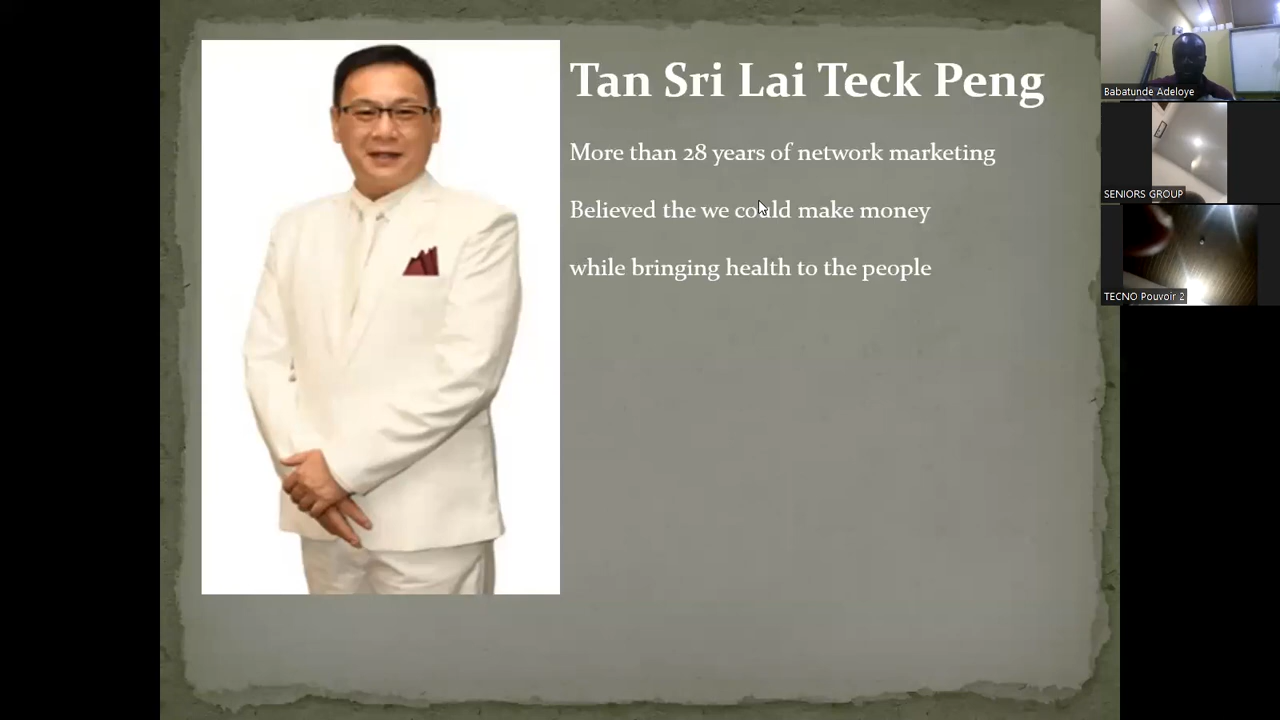 Tan Sri Lai Teck Peng
More than 28 years of network marketing
Believed the we could make money
while bringing health to the people
Babatunde Adeloye
SENIORS GROUP
TECNO Pouvoir 2